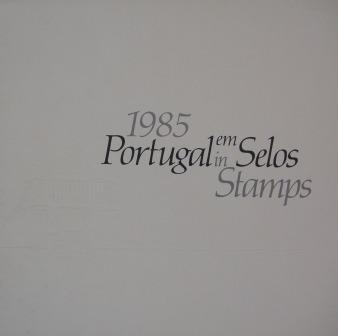 1985
Portugal em Selos
in Stamps